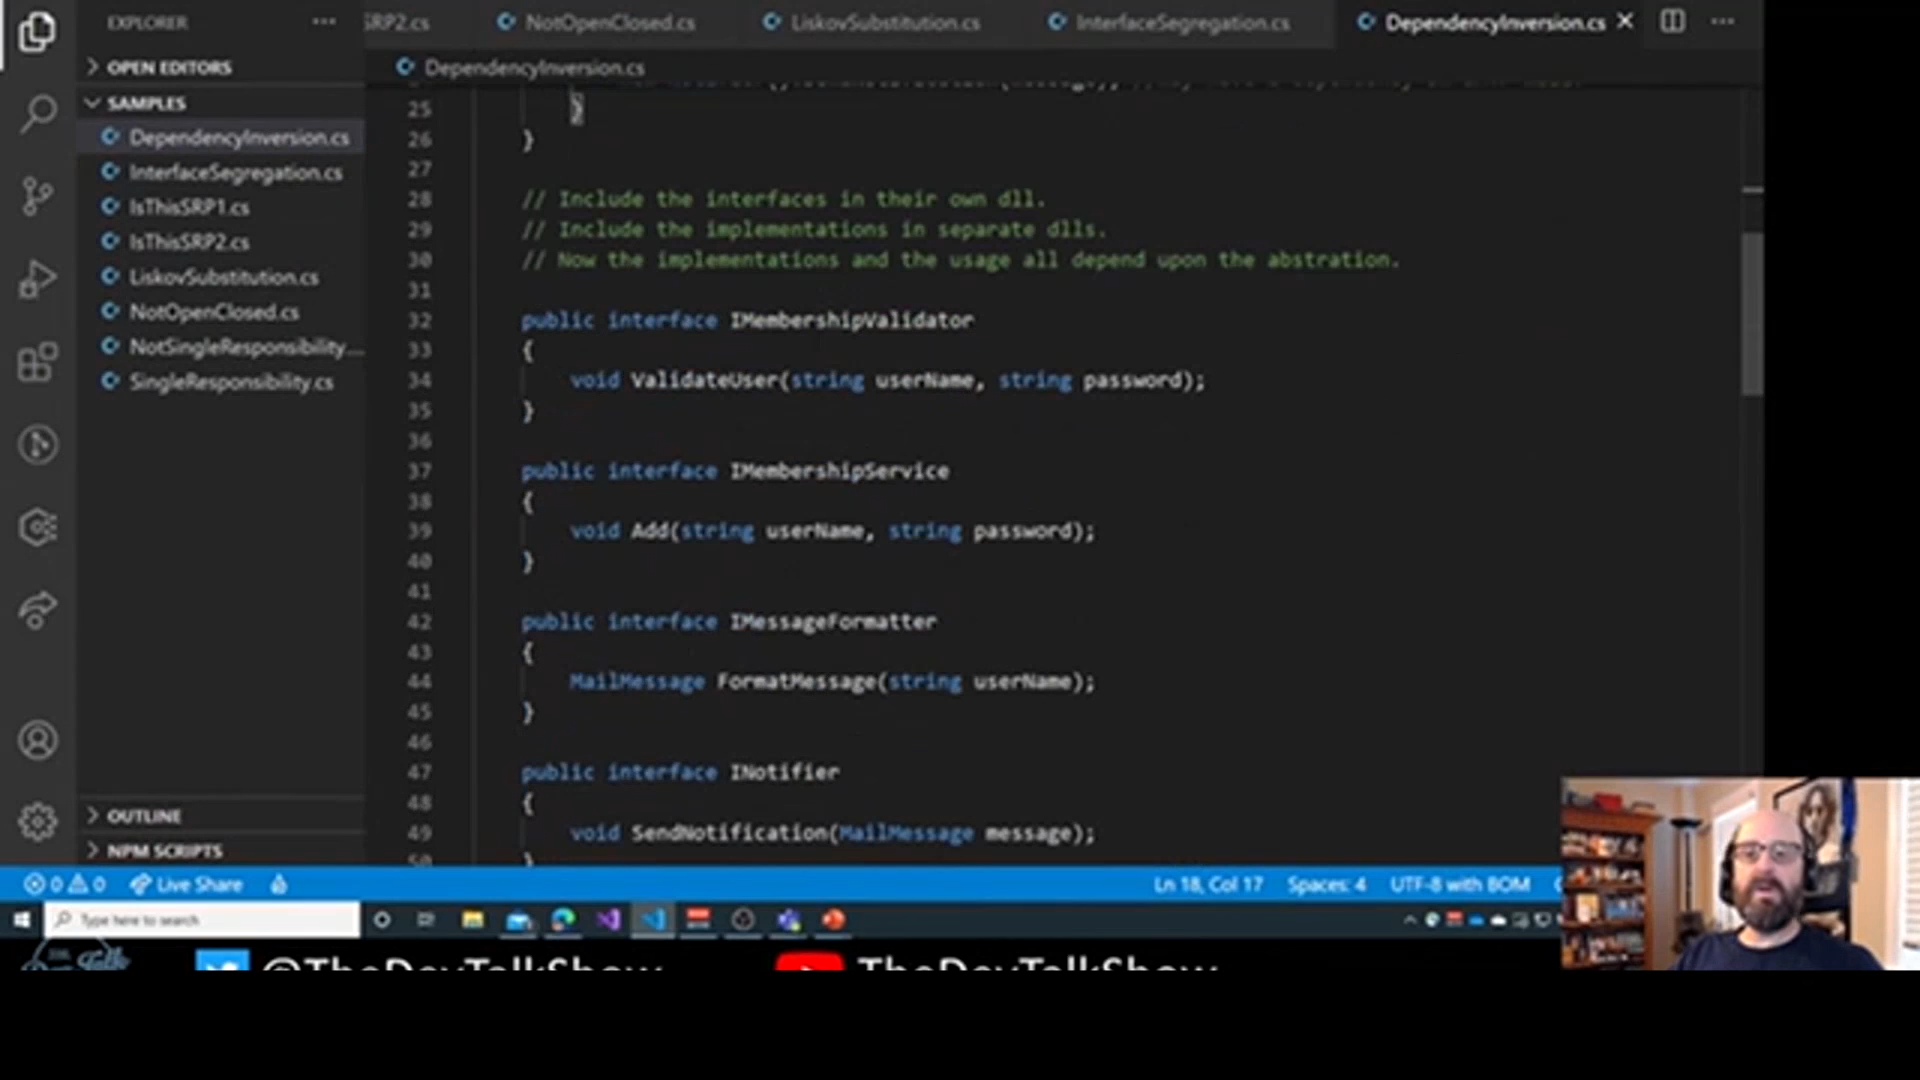 EXPLORER
SRP2.cs
NotOpenClosed.cs
LiskovSubstitution.cs
InterfaceSegregation.cs
DependencyInversion.cs
OPEN EDITORS
DependencyInversion.cs
SAMPLES
DependencyInversion.cs
InterfaceSegregation.cs
IsThisSRP1.cs
IsThisSRP2.cs
LiskovSubstitution.cs
NotOpenClosed.cs
NotSingleResponsibility...
SingleResponsibility.cs
OUTLINE
NPM SCRIPTS
25 }
26 }
27
28 // Include the interfaces in their own dll.
29 // Include the implementations in separate dlls.
30 // Now the implementations and the usage all depend upon the abstration.
31
32 public interface IMembershipValidator
33 {
34 void ValidateUser(string userName, string password);
35 }
36
37 public interface IMembershipService
38 {
39 void Add(string userName, string password);
40 }
41
42 public interface IMessageFormatter
43 {
44 MailMessage FormatMessage(string userName);
45 }
46
47 public interface INotifier
48 {
49 void SendNotification(MailMessage message);
50 }
0 0 Live Share
Ln 18, Col 17 Spaces: 4 UTF-8 with BOM
Type here to search
@TheDevTalkShow
TheDevTalkShow